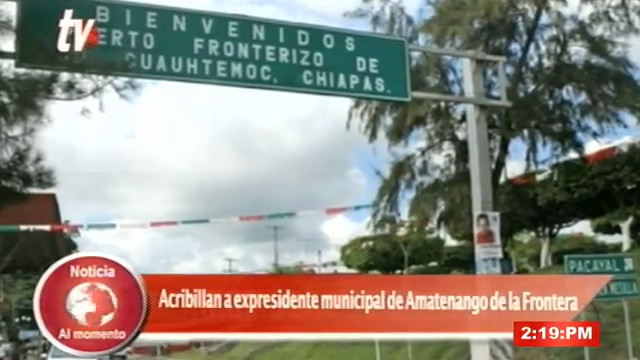 BIENVENIDOS
ERTO FRONTERIZO DE
CUAUHTEMOC, CHIAPAS.
tv
PACAYAL
Noticia
Al momento
Acribillan a expresidente municipal de Amatenango de la Frontera
2:19:PM